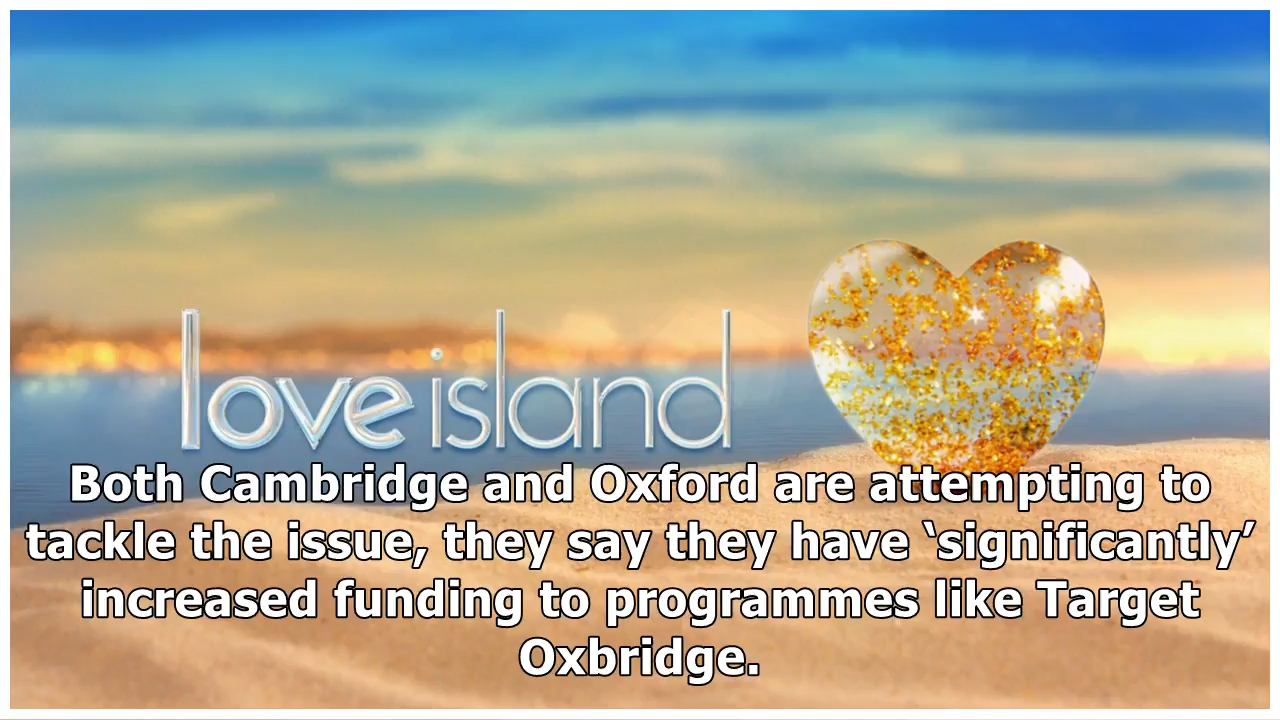 love island
Both Cambridge and Oxford are attempting to
tackle the issue, they say they have ‘significantly’
increased funding to programmes like Target
Oxbridge.